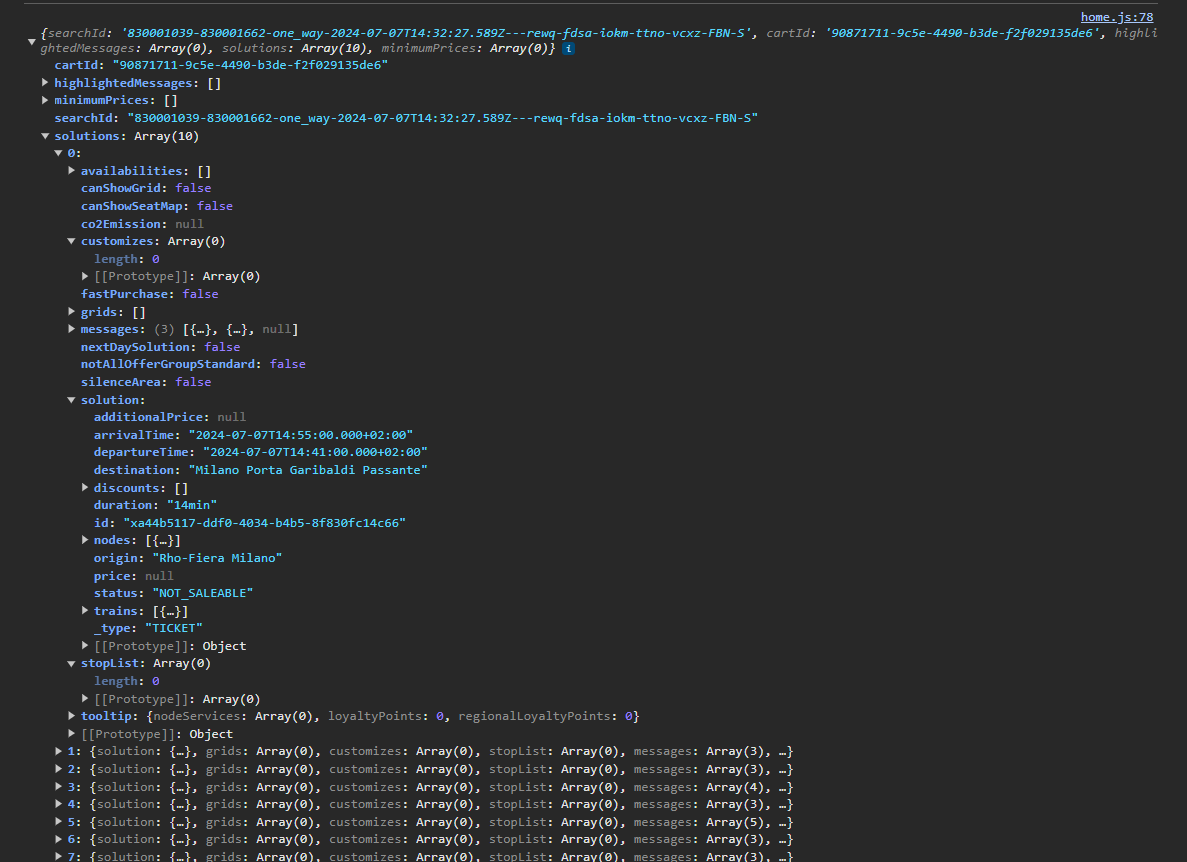 home.js:78
{searchId: '830001039-830001662-one_way-2024-07-07T14:32:27.589Z---rewq-fdsa-iokm-ttno-vcxz-FBN-S', cartId: '90871711-9c5e-4490-b3de-f2f029135de6', highli
ghtedMessages: Array(0), solutions: Array(10), minimumPrices: Array(0)} i
cartId: "90871711-9c5e-4490-b3de-f2f029135de6"
highlightedMessages: []
minimumPrices: []
searchId: "830001039-830001662-one_way-2024-07-07T14:32:27.589Z---rewq-fdsa-iokm-ttno-vcxz-FBN-S"
solutions: Array(10)
0:
availabilities: []
canShowGrid: false
canShowSeatMap: false
co2Emission: null
customizes: Array(0)
length: 0
[[Prototype]]: Array(0)
fastPurchase: false
grids: []
messages: (3) [{…}, {…}, null]
nextDaySolution: false
notAllOfferGroupStandard: false
silenceArea: false
solution:
additionalPrice: null
arrivalTime: "2024-07-07T14:55:00.000+02:00"
departureTime: "2024-07-07T14:41:00.000+02:00"
destination: "Milano Porta Garibaldi Passante"
discounts: []
duration: "14min"
id: "xa44b5117-ddf0-4034-b4b5-8f830fc14c66"
nodes: [{…}]
origin: "Rho-Fiera Milano"
price: null
status: "NOT_SALEABLE"
trains: [{…}]
_type: "TICKET"
[[Prototype]]: Object
stopList: Array(0)
length: 0
[[Prototype]]: Array(0)
tooltip: {nodeServices: Array(0), loyaltyPoints: 0, regionalLoyaltyPoints: 0}
[[Prototype]]: Object
1: {solution: {…}, grids: Array(0), customizes: Array(0), stopList: Array(0), messages: Array(3), …}
2: {solution: {…}, grids: Array(0), customizes: Array(0), stopList: Array(0), messages: Array(3), …}
3: {solution: {…}, grids: Array(0), customizes: Array(0), stopList: Array(0), messages: Array(4), …}
4: {solution: {…}, grids: Array(0), customizes: Array(0), stopList: Array(0), messages: Array(3), …}
5: {solution: {…}, grids: Array(0), customizes: Array(0), stopList: Array(0), messages: Array(5), …}
6: {solution: {…}, grids: Array(0), customizes: Array(0), stopList: Array(0), messages: Array(3), …}
7: {solution: {…}, grids: Array(0), customizes: Array(0), stopList: Array(0), messages: Array(3), …}